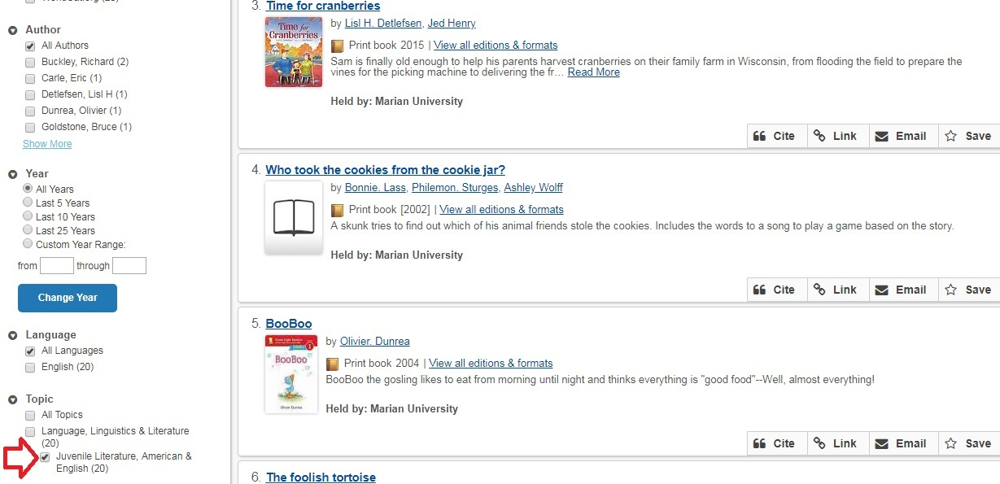 Author
All Authors
Buckley, Richard (2)
Carle, Eric (1)
Detlefsen, Lisl H (1)
Dunrea, Olivier (1)
Goldstone, Bruce (1)
Show More
Year
All Years
Last 5 Years
Last 10 Years
Last 25 Years
Custom Year Range:
from through
Change Year
Language
All Languages
English (20)
Topic
All Topics
Language, Linguistics & Literature
(20)
Juvenile Literature, American &
English (20)
3. Time for cranberries
Time for
Cranberries
by Lisl H. Detlefsen, Jed Henry
Print book 2015 | View all editions & formats
Sam is finally old enough to help his parents harvest cranberries on their family farm in Wisconsin, from flooding the field to prepare the
vines for the picking machine to delivering the fr... Read More
Held by: Marian University
Cite Link Email Save
4. Who took the cookies from the cookie jar?
by Bonnie. Lass, Philemon. Sturges, Ashley Wolff
Print book [2002] | View all editions & formats
A skunk tries to find out which of his animal friends stole the cookies. Includes the words to a song to play a game based on the story.
Held by: Marian University
Cite Link Email Save
5. BooBoo
BooBoo
Olivier Dunrea
by Olivier. Dunrea
Print book 2004 | View all editions & formats
BooBoo the gosling likes to eat from morning until night and thinks everything is "good food"--Well, almost everything!
Held by: Marian University
Cite Link Email Save
6. The foolish tortoise